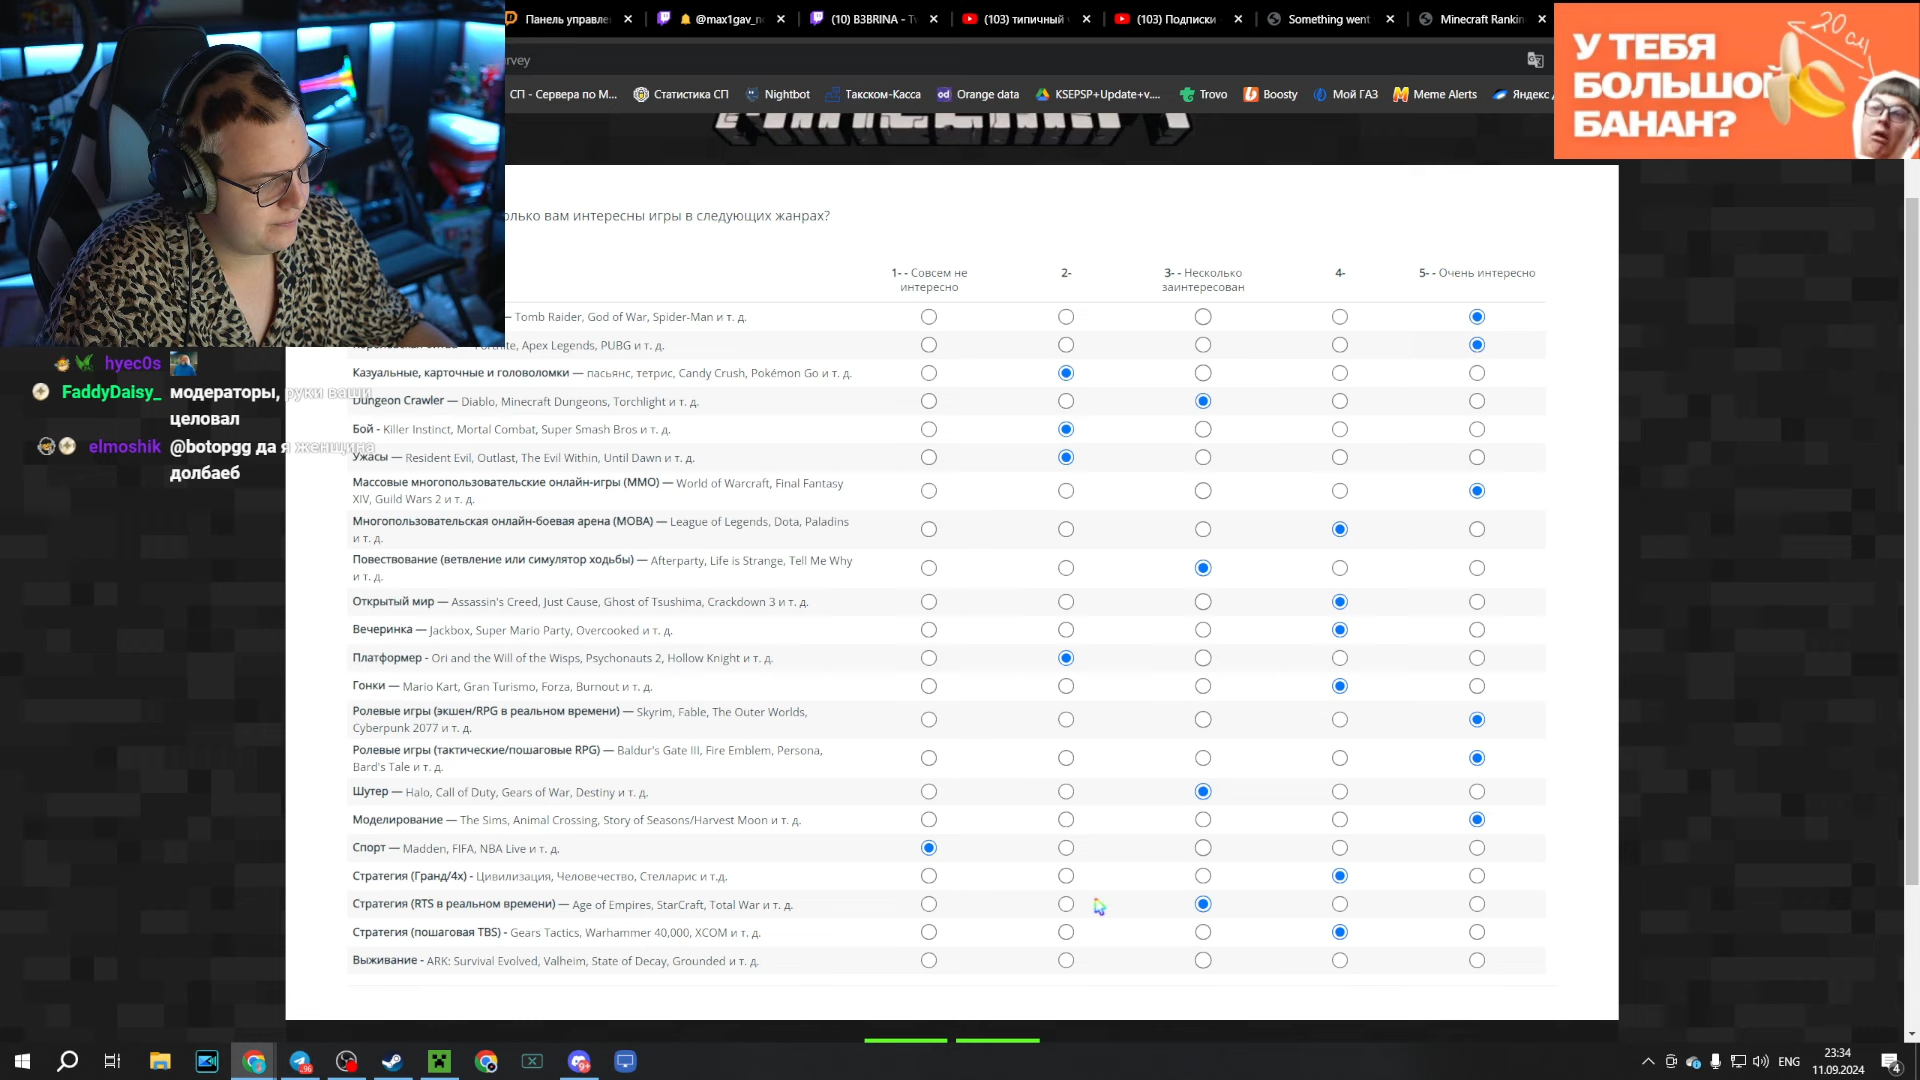 Панель управле
@max1gav_n
(10) B3BRINA - Tw
(103) типичный ч
(103) Подписки
Something went
Minecraft Rankin
urvey
СП - Сервера по М...
Статистика СП
Nightbot
Такском-Касса
Orange data
KSEPSP+Update+v....
Trovo
Boosty
Мой ГАЗ
Meme Alerts
Яндекс
У ТЕБЯ
БОЛЬШОЙ
БАНАН?
20 см
олько вам интересны игры в следующих жанрах?
1- - Совсем не
интересно
2-
3- - Несколько
заинтересован
4-
5- - Очень интересно
— Tomb Raider, God of War, Spider-Man и т. д.
Fortnite, Apex Legends, PUBG и т. д.
Казуальные, карточные и головоломки — пасьянс, тетрис, Candy Crush, Pokémon Go и т. д.
Dungeon Crawler — Diablo, Minecraft Dungeons, Torchlight и т. д.
Бой - Killer Instinct, Mortal Combat, Super Smash Bros и т. д.
Ужасы — Resident Evil, Outlast, The Evil Within, Until Dawn и т. д.
Массовые многопользовательские онлайн-игры (MMO) — World of Warcraft, Final Fantasy
XIV, Guild Wars 2 и т. д.
Многопользовательская онлайн-боевая арена (MOBA) — League of Legends, Dota, Paladins
и т. д.
Повествование (ветвление или симулятор ходьбы) — Afterparty, Life is Strange, Tell Me Why
и т. д.
Открытый мир — Assassin's Creed, Just Cause, Ghost of Tsushima, Crackdown 3 и т. д.
Вечеринка — Jackbox, Super Mario Party, Overcooked и т. д.
Платформер - Ori and the Will of the Wisps, Psychonauts 2, Hollow Knight и т. д.
Гонки — Mario Kart, Gran Turismo, Forza, Burnout и т. д.
Ролевые игры (экшен/RPG в реальном времени) — Skyrim, Fable, The Outer Worlds,
Cyberpunk 2077 и т. д.
Ролевые игры (тактические/пошаговые RPG) — Baldur's Gate III, Fire Emblem, Persona,
Bard's Tale и т. д.
Шутер — Halo, Call of Duty, Gears of War, Destiny и т. д.
Моделирование — The Sims, Animal Crossing, Story of Seasons/Harvest Moon и т. д.
Спорт — Madden, FIFA, NBA Live и т. д.
Стратегия (Гранд/4x) - Цивилизация, Человечество, Стелларис и т.д.
Стратегия (RTS в реальном времени) — Age of Empires, StarCraft, Total War и т. д.
Стратегия (пошаговая TBS) - Gears Tactics, Warhammer 40,000, XCOM и т. д.
Выживание - ARK: Survival Evolved, Valheim, State of Decay, Grounded и т. д.
hyec0s
FaddyDaisy_ модераторы, руки ваши
целовал
elmoshik @botopgg да я женщина
долбаеб
ENG
23:34
11.09.2024
4